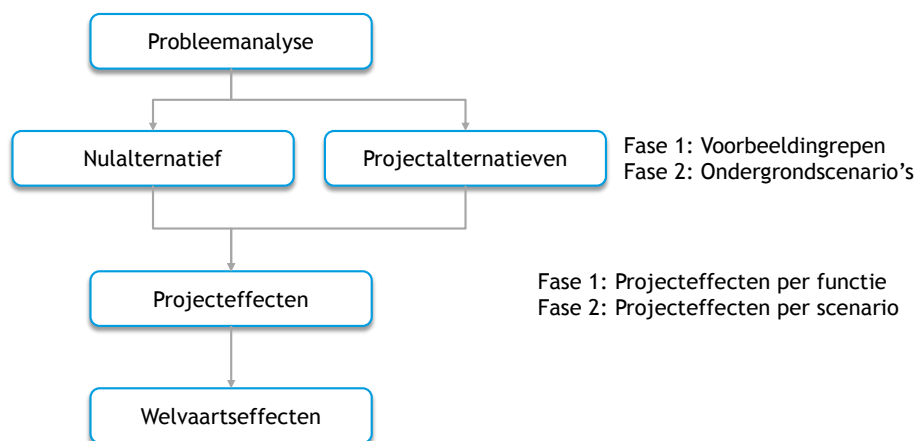 Probleemanalyse
Nulalternatief
Projectalternatieven
Fase 1: Voorbeeldingrepen
Fase 2: Ondergrondscenario’s
Projecteffecten
Fase 1: Projecteffecten per functie
Fase 2: Projecteffecten per scenario
Welvaartseffecten